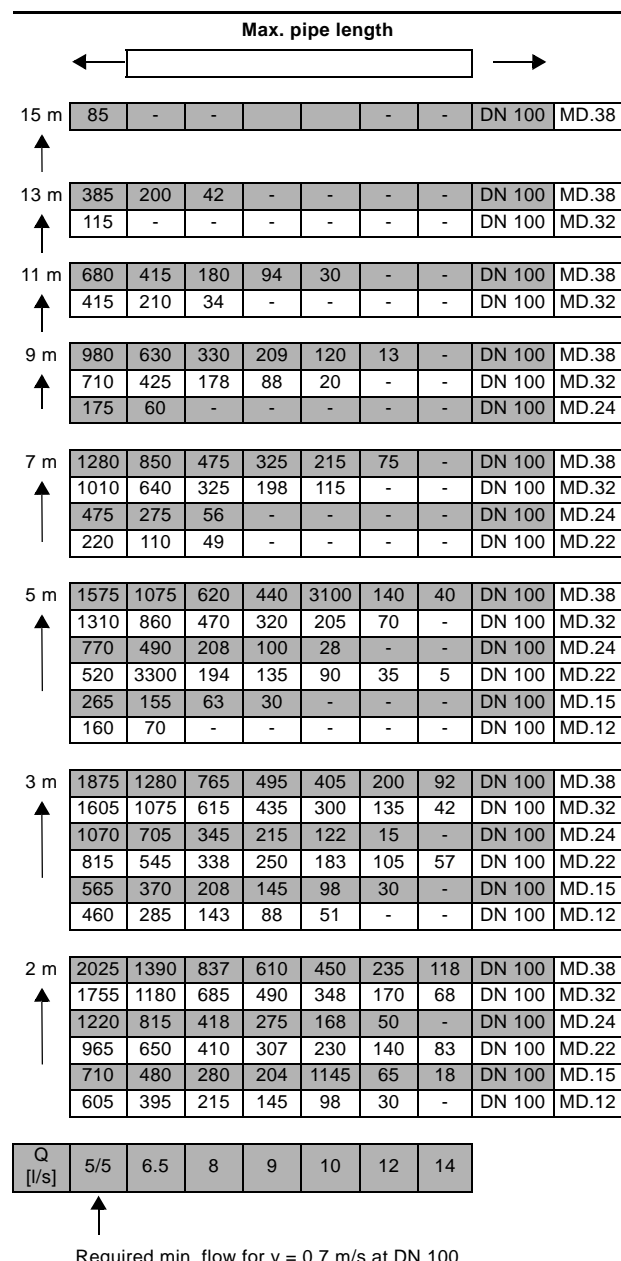 Max. pipe length
15 m 85 - - - - DN 100 MD.38
13 m 385 200 42 - - - - DN 100 MD.38
115 - - - - - - DN 100 MD.32
11 m 680 415 180 94 30 - - DN 100 MD.38
415 210 34 - - - - DN 100 MD.32
9 m 980 630 330 209 120 13 - DN 100 MD.38
710 425 178 88 20 - - DN 100 MD.32
175 60 - - - - - DN 100 MD.24
7 m 1280 850 475 325 215 75 - DN 100 MD.38
1010 640 325 198 115 - - DN 100 MD.32
475 275 56 - - - - DN 100 MD.24
220 110 49 - - - - DN 100 MD.22
5 m 1575 1075 620 440 3100 140 40 DN 100 MD.38
1310 860 470 320 205 70 - DN 100 MD.32
770 490 208 100 28 - - DN 100 MD.24
520 3300 194 135 90 35 5 DN 100 MD.22
265 155 63 30 - - - DN 100 MD.15
160 70 - - - - - DN 100 MD.12
3 m 1875 1280 765 495 405 200 92 DN 100 MD.38
1605 1075 615 435 300 135 42 DN 100 MD.32
1070 705 345 215 122 15 - DN 100 MD.24
815 545 338 250 183 105 57 DN 100 MD.22
565 370 208 145 98 30 - DN 100 MD.15
460 285 143 88 51 - - DN 100 MD.12
2 m 2025 1390 837 610 450 235 118 DN 100 MD.38
1755 1180 685 490 348 170 68 DN 100 MD.32
1220 815 418 275 168 50 - DN 100 MD.24
965 650 410 307 230 140 83 DN 100 MD.22
710 480 280 204 1145 65 18 DN 100 MD.15
605 395 215 145 98 30 - DN 100 MD.12
Q [l/s] 5/5 6.5 8 9 10 12 14
Required min. flow for v = 0.7 m/s at DN 100